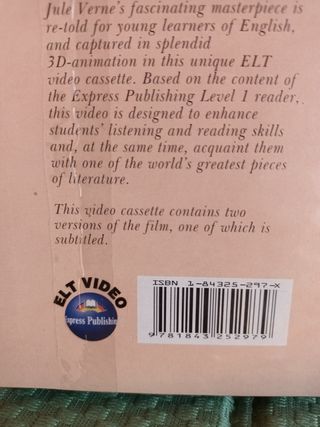 Jule Verne's fascinating masterpiece is
re-told for young learners of English,
and captured in splendid
3D-animation in this unique ELT
video cassette. Based on the content of
the Express Publishing Level 1 reader,
this video is designed to enhance
students' listening and reading skills
and, at the same time, acquaint them
with one of the world's greatest pieces
of literature.
This video cassette contains two
versions of the film, one of which is
subtitled.
ELT VIDEO
Express Publishing
ISBN 1-84325-297-X
9 781843 252979